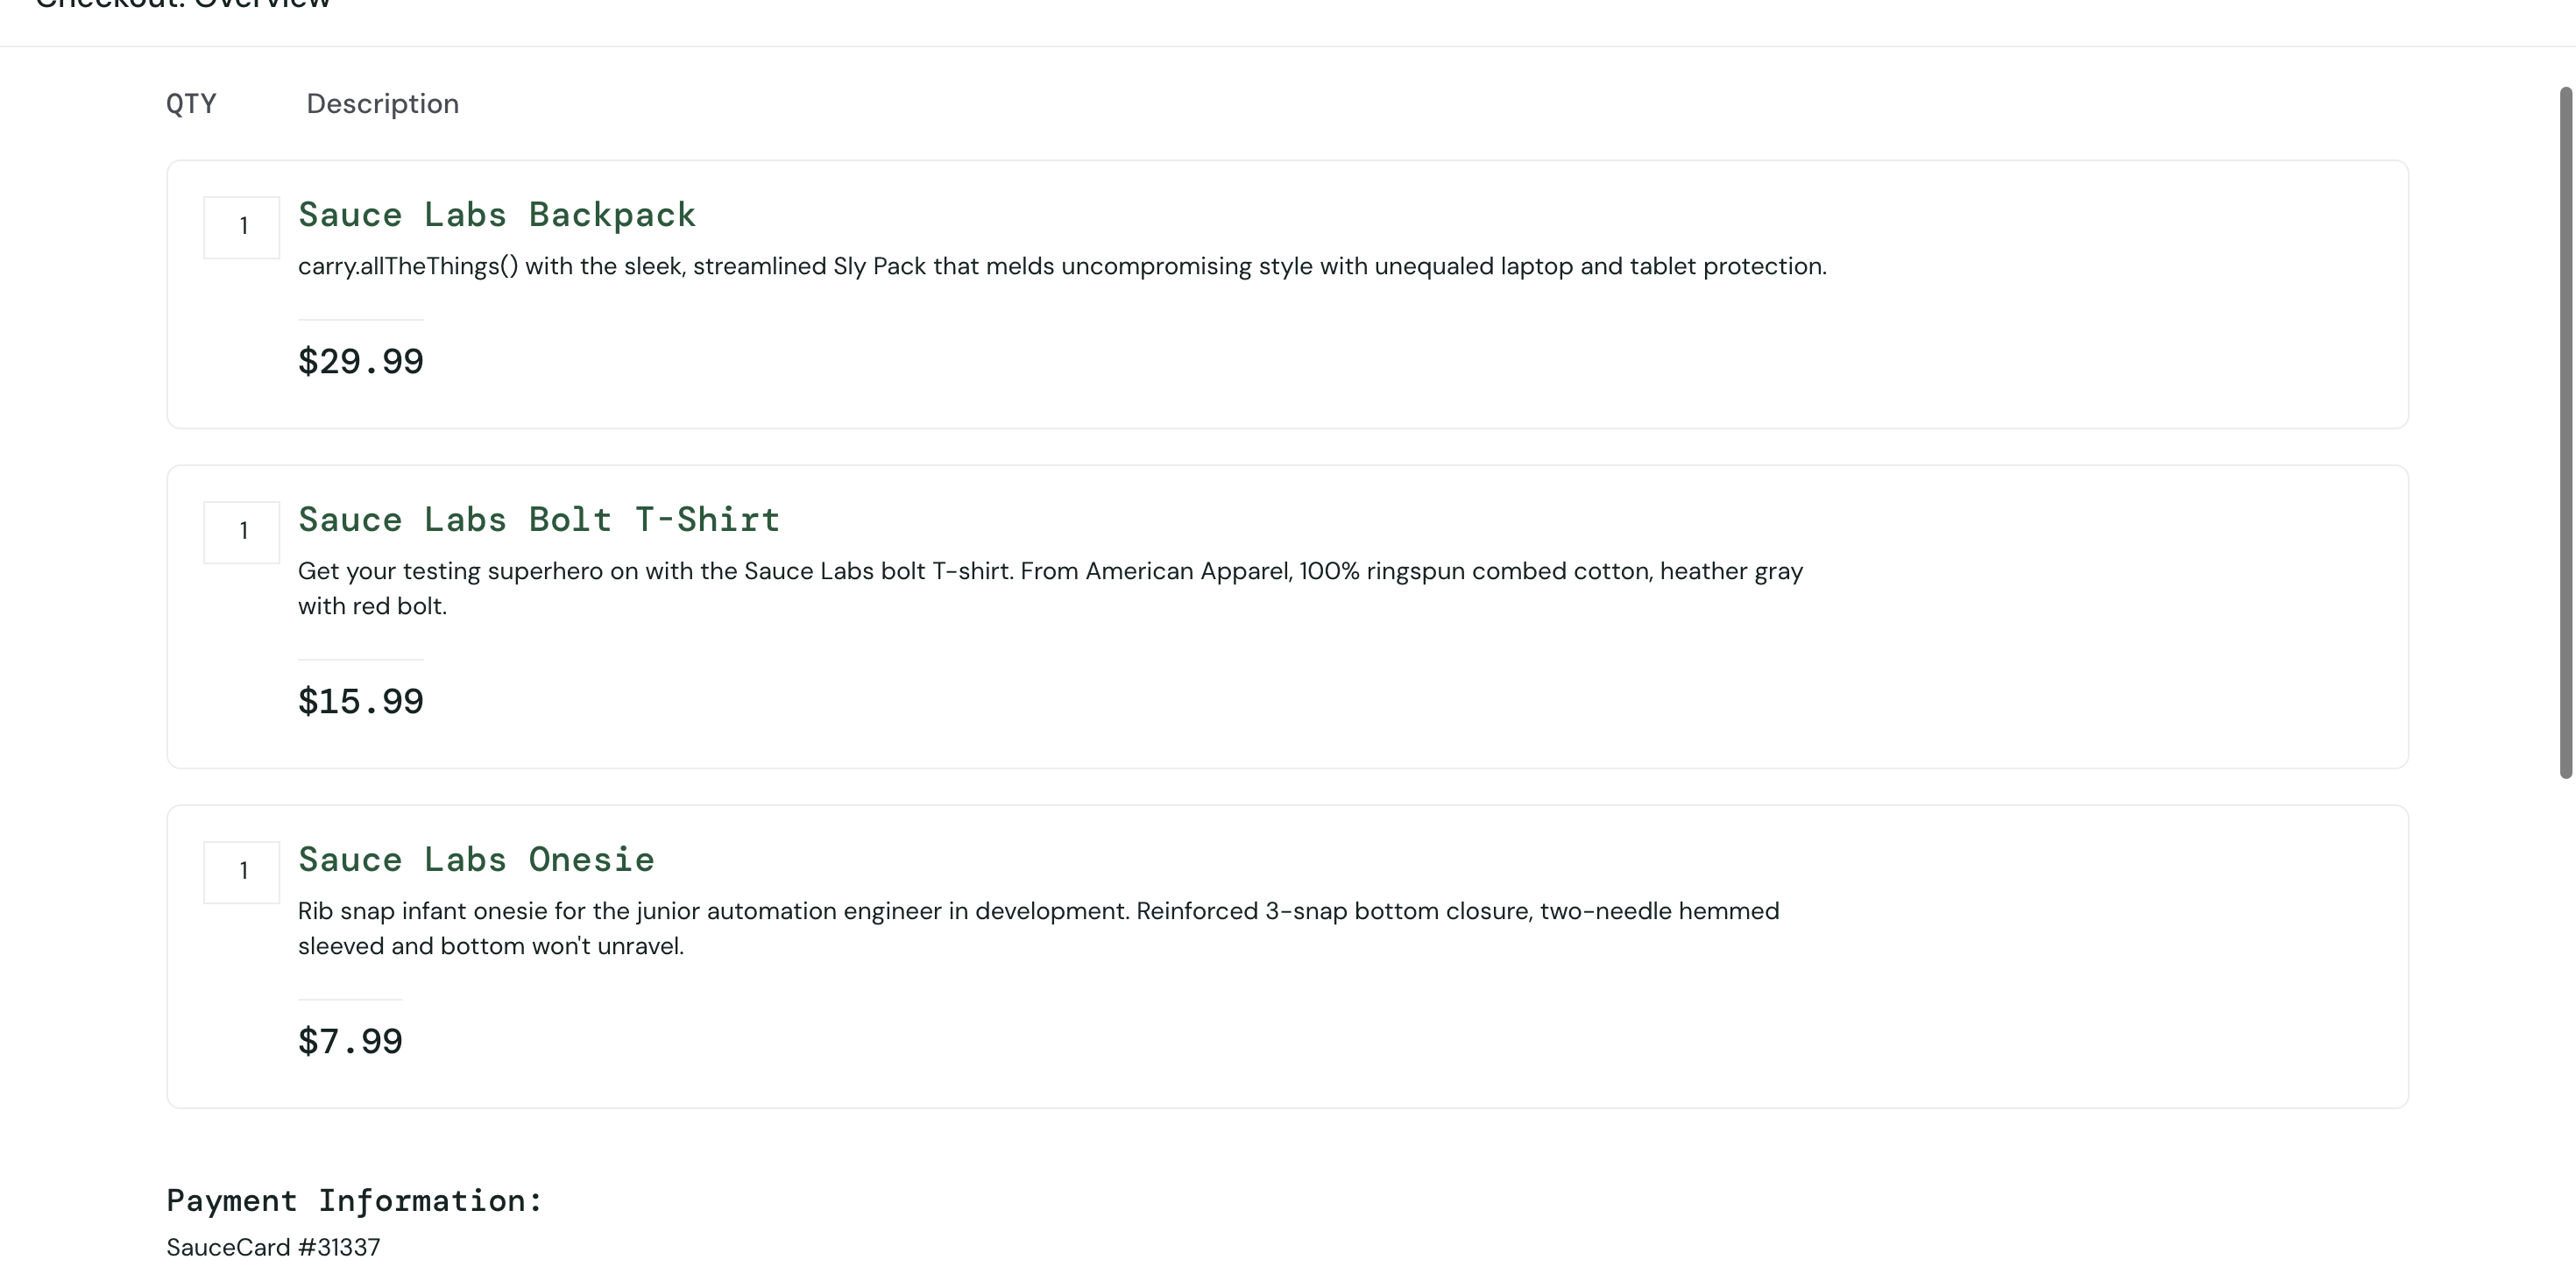 Checkout: Overview
QTY Description
1 Sauce Labs Backpack
carry.allTheThings() with the sleek, streamlined Sly Pack that melds uncompromising style with unequaled laptop and tablet protection.
$29.99
1 Sauce Labs Bolt T-Shirt
Get your testing superhero on with the Sauce Labs bolt T-shirt. From American Apparel, 100% ringspun combed cotton, heather gray
with red bolt.
$15.99
1 Sauce Labs Onesie
Rib snap infant onesie for the junior automation engineer in development. Reinforced 3-snap bottom closure, two-needle hemmed
sleeved and bottom won't unravel.
$7.99
Payment Information:
SauceCard #31337